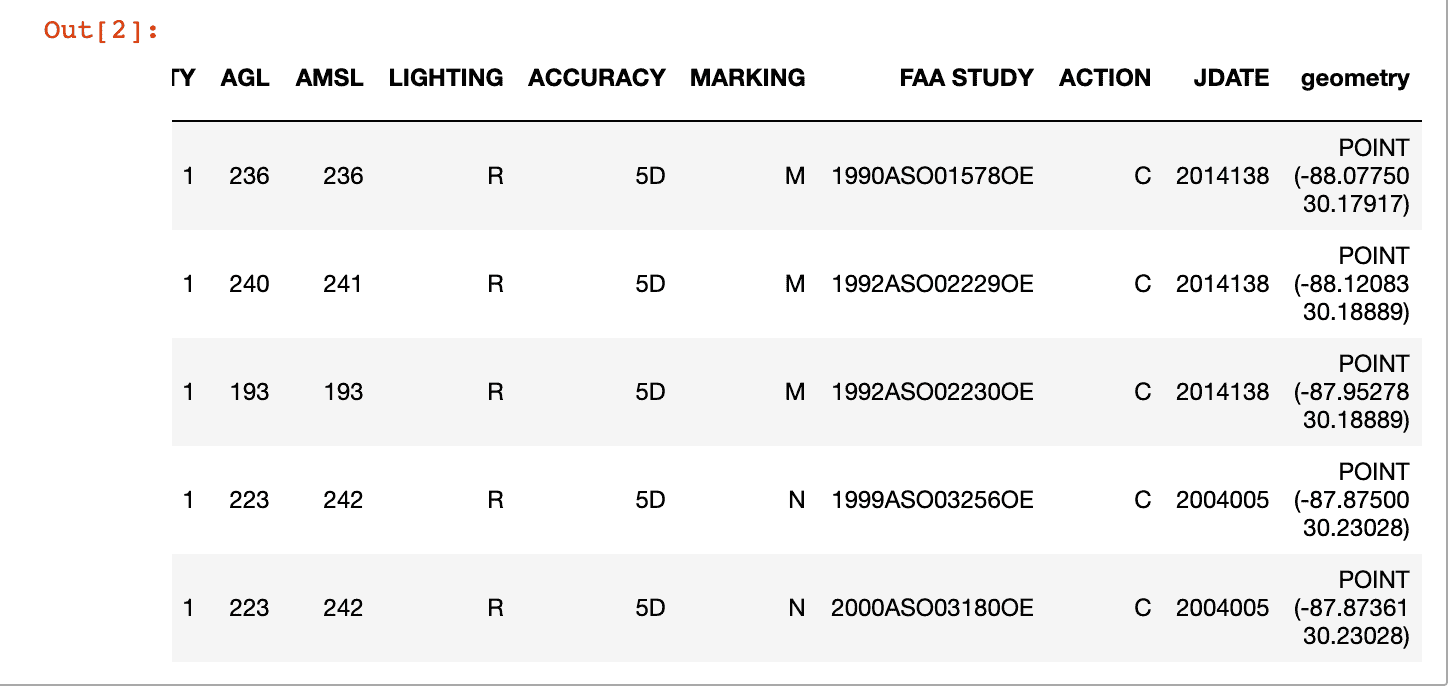 Out[2]:
TY AGL AMSL LIGHTING ACCURACY MARKING FAA STUDY ACTION JDATE geometry
POINT
1 236 236 R 5D M 1990ASO01578OE C 2014138 (-88.07750
30.17917)
POINT
1 240 241 R 5D M 1992ASO02229OE C 2014138 (-88.12083
30.18889)
POINT
1 193 193 R 5D M 1992ASO02230OE C 2014138 (-87.95278
30.18889)
POINT
1 223 242 R 5D N 1999ASO03256OE C 2004005 (-87.87500
30.23028)
POINT
1 223 242 R 5D N 2000ASO03180OE C 2004005 (-87.87361
30.23028)